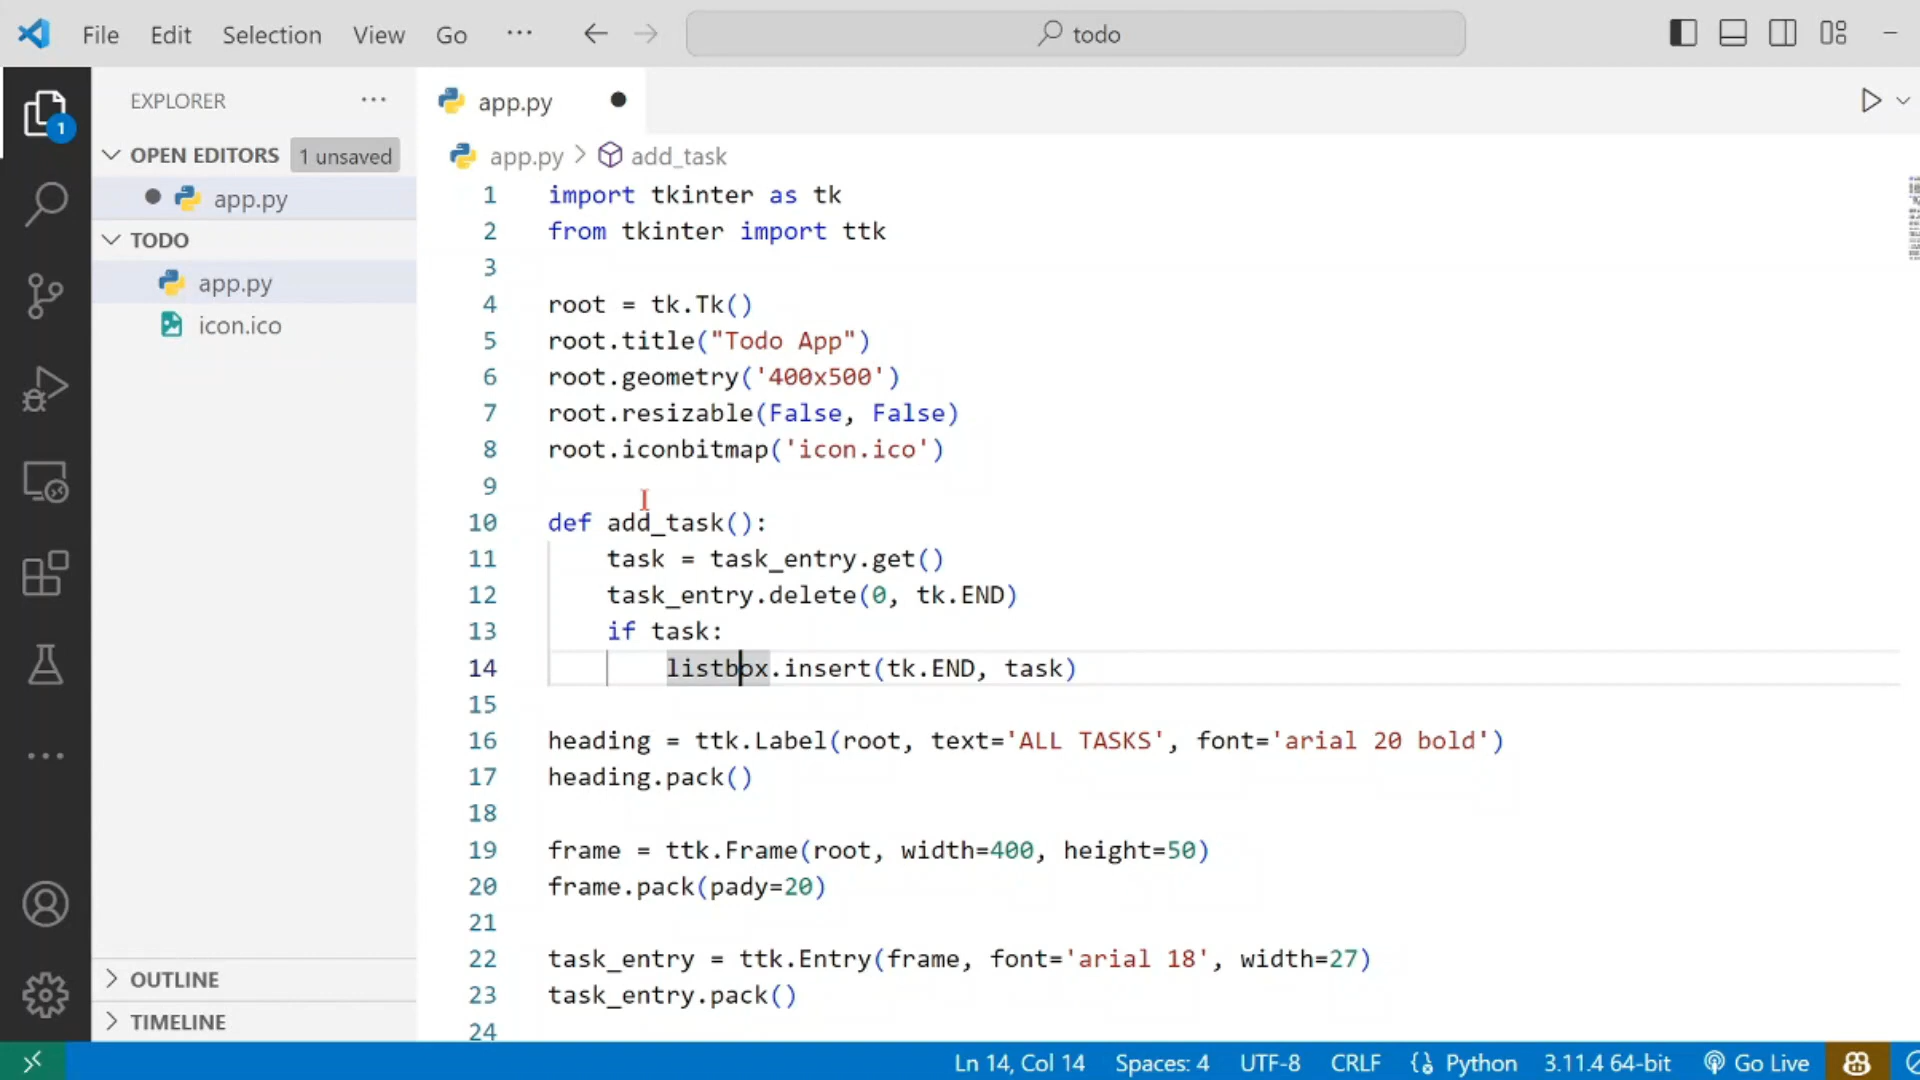 File Edit Selection View Go ··· todo
EXPLORER ···
OPEN EDITORS 1 unsaved
app.py
TODO
app.py
icon.ico
OUTLINE
TIMELINE
1
app.py
app.py > add_task
1 import tkinter as tk
2 from tkinter import ttk
3
4 root = tk.Tk()
5 root.title("Todo App")
6 root.geometry('400x500')
7 root.resizable(False, False)
8 root.iconbitmap('icon.ico')
9
10 def add_task():
11 task = task_entry.get()
12 task_entry.delete(0, tk.END)
13 if task:
14 listbox.insert(tk.END, task)
15
16 heading = ttk.Label(root, text='ALL TASKS', font='arial 20 bold')
17 heading.pack()
18
19 frame = ttk.Frame(root, width=400, height=50)
20 frame.pack(pady=20)
21
22 task_entry = ttk.Entry(frame, font='arial 18', width=27)
23 task_entry.pack()
24
Ln 14, Col 14 Spaces: 4 UTF-8 CRLF Python 3.11.4 64-bit Go Live